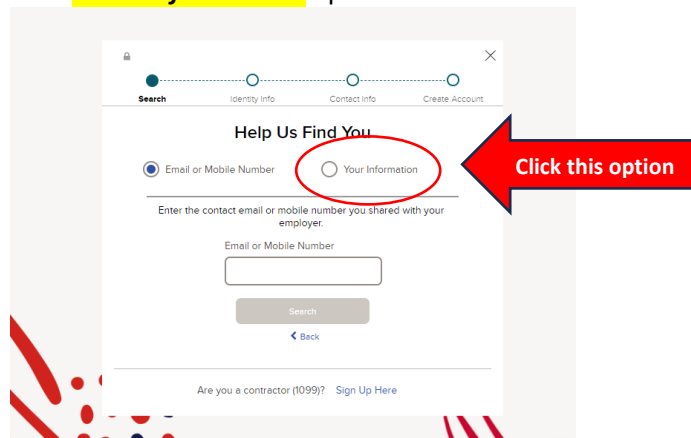 Search
Identity Info
Contact Info
Create Account
Help Us Find You
Email or Mobile Number
Your Information
Click this option
Enter the contact email or mobile number you shared with your
employer.
Email or Mobile Number
Search
Back
Are you a contractor (1099)? Sign Up Here